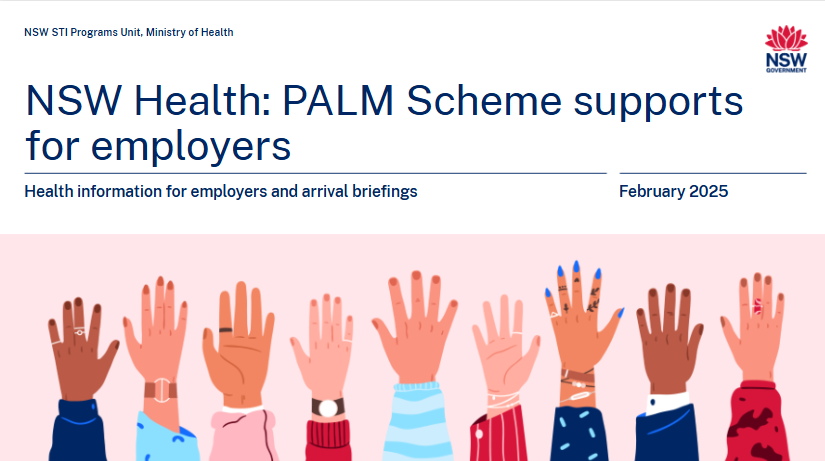 NSW STI Programs Unit, Ministry of Health
NSW
GOVERNMENT
NSW Health: PALM Scheme supports
for employers
Health information for employers and arrival briefings
February 2025